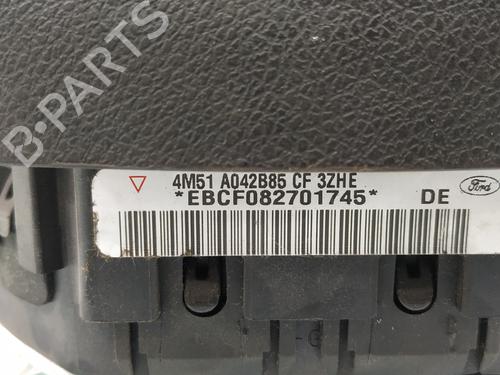 B-PARTS
4M51 A042B85 CF 3ZHE
*EBCF082701745*
DE
Ford